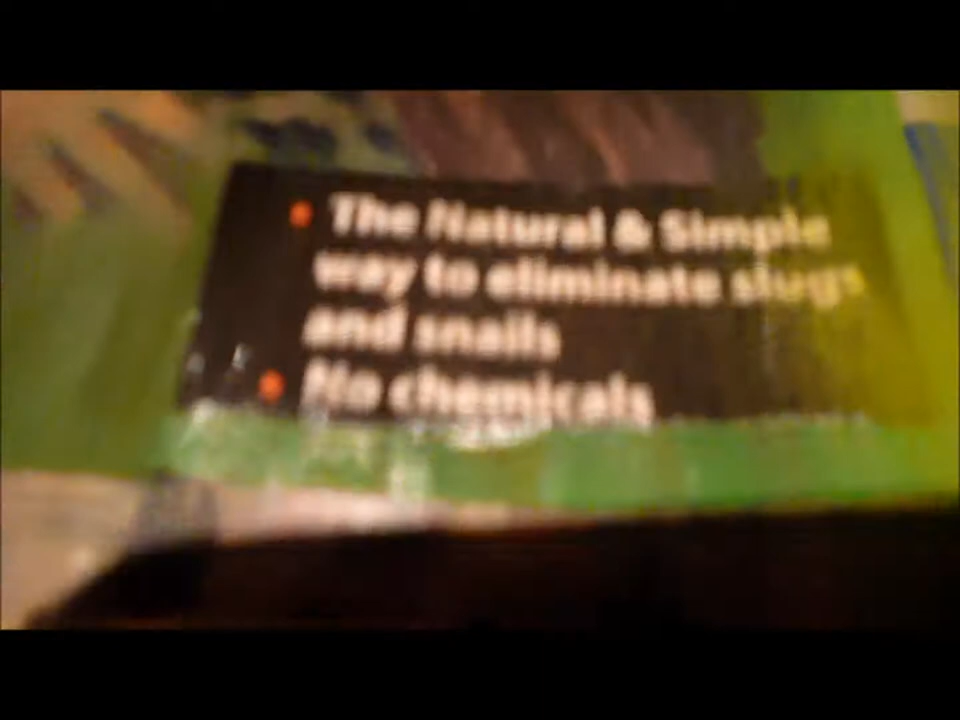 The Natural & Simple
way to eliminate slugs
and snails
No chemicals